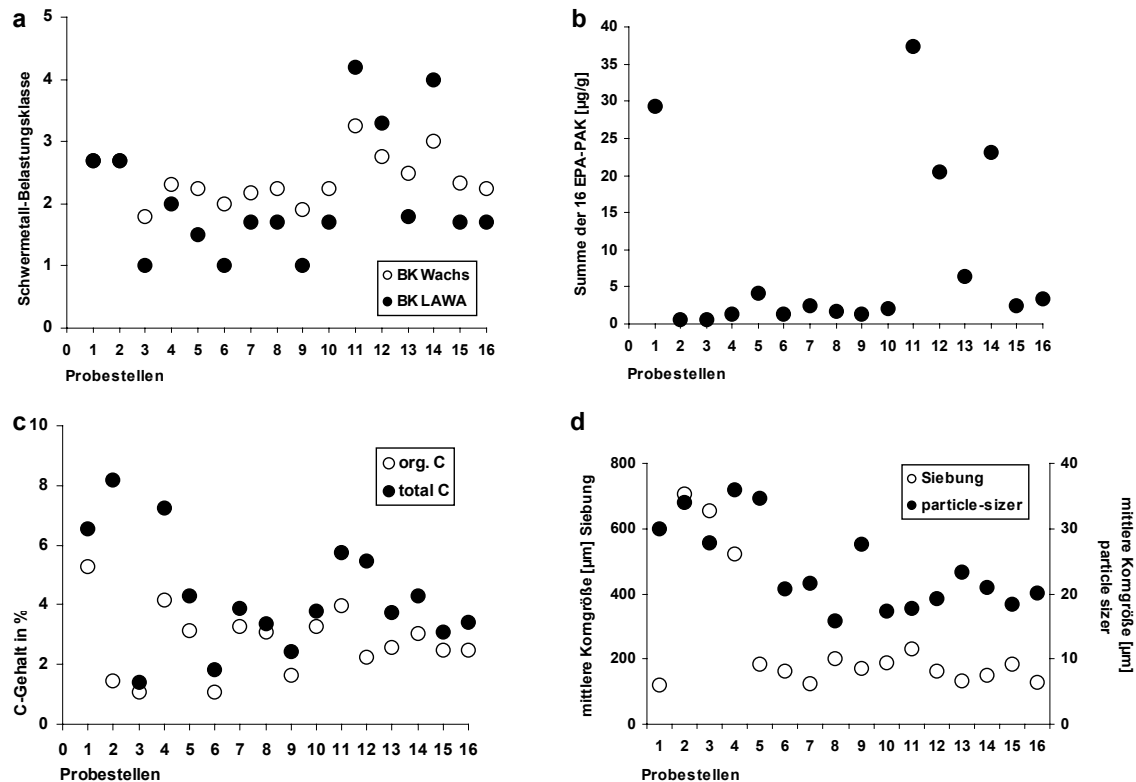 a
Schwermetall-Belastungsklasse
5
4
3
2
1
0
BK Wachs
BK LAWA
0 1 2 3 4 5 6 7 8 9 10 11 12 13 14 15 16
Probestellen
b
Summe der 16 EPA-PAK [µg/g]
40
35
30
25
20
15
10
5
0
0 1 2 3 4 5 6 7 8 9 10 11 12 13 14 15 16
Probestellen
c
C-Gehalt in %
10
8
6
4
2
0
org. C
total C
0 1 2 3 4 5 6 7 8 9 10 11 12 13 14 15 16
Probestellen
d
mittlere Korngröße [µm] Siebung
800
600
400
200
0
Siebung
particle-sizer
40
30
20
10
0
mittlere Korngröße [µm]
particle sizer
1 2 3 4 5 6 7 8 9 10 11 12 13 14 15 16
Probestellen